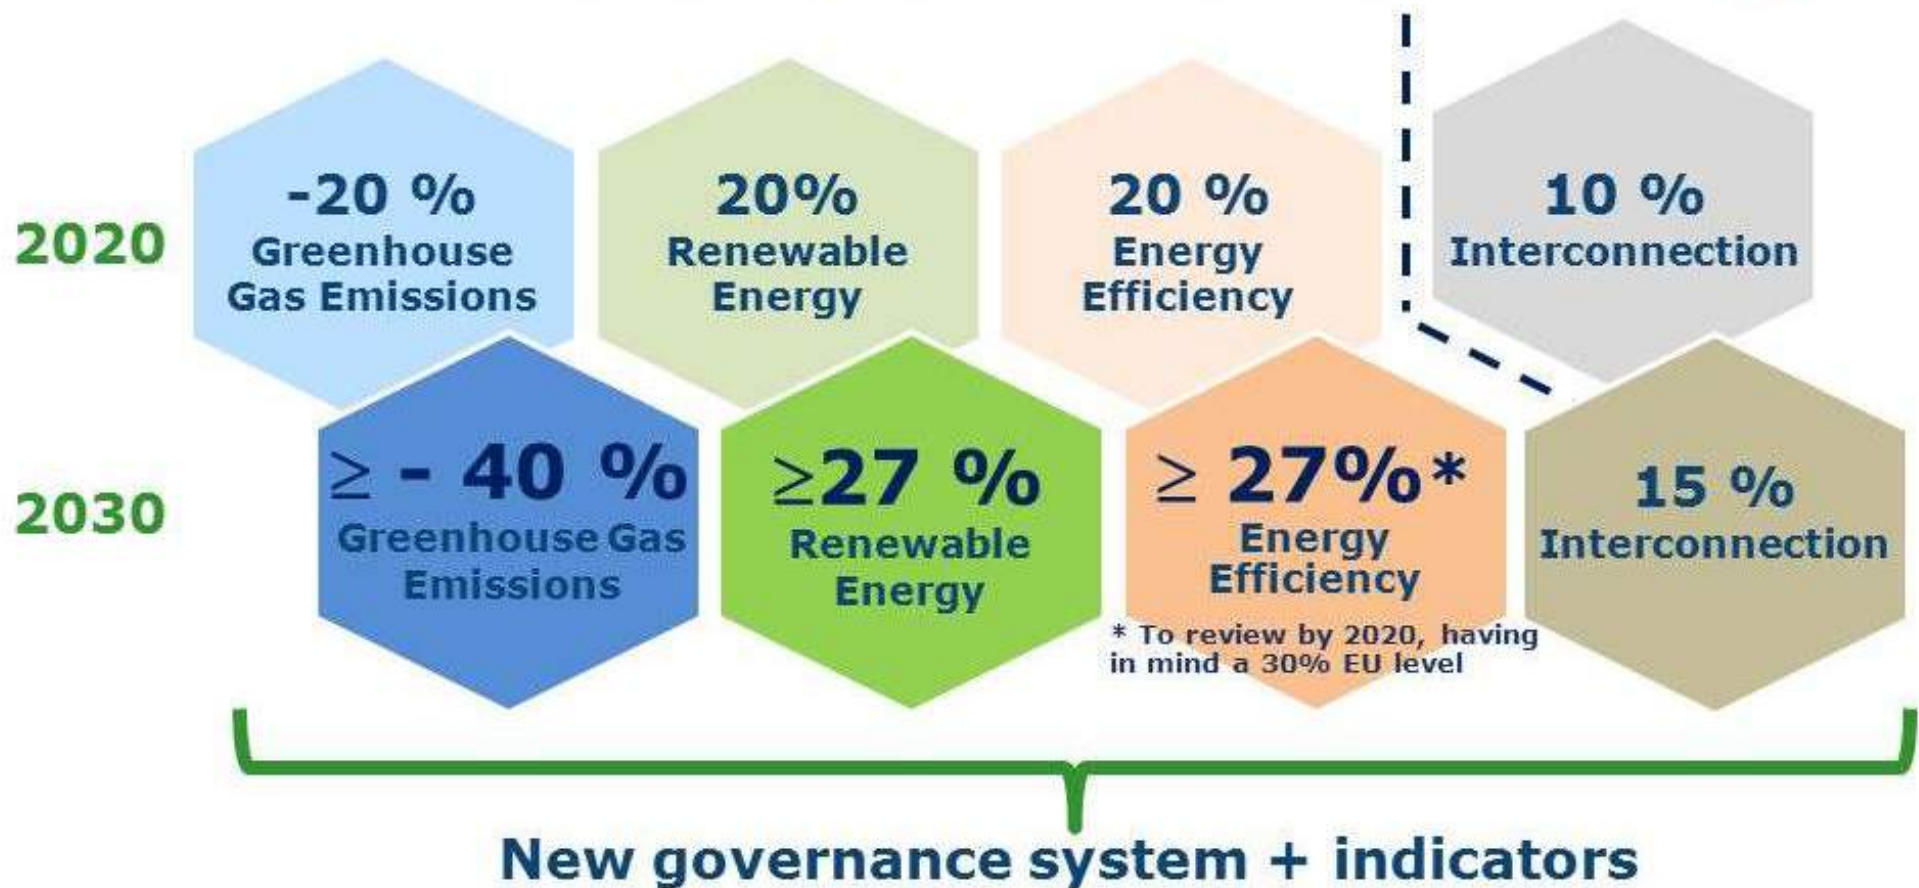 2020
-20 %
Greenhouse
Gas Emissions
20%
Renewable
Energy
20 %
Energy
Efficiency
10 %
Interconnection
2030
≥ - 40 %
Greenhouse Gas
Emissions
≥27 %
Renewable
Energy
≥ 27%*
Energy
Efficiency
* To review by 2020, having
in mind a 30% EU level
15 %
Interconnection
New governance system + indicators